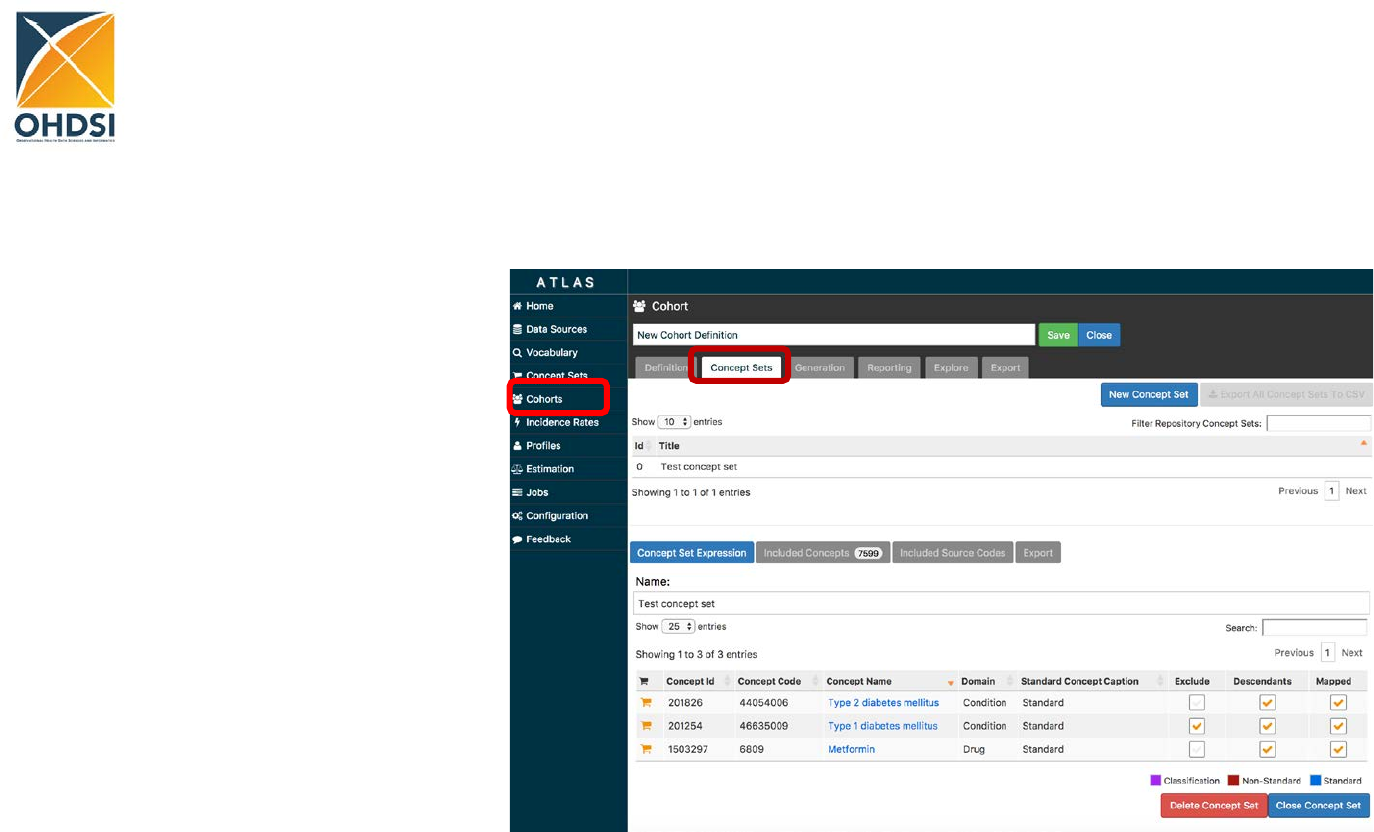 OHDSI
OBSERVATIONAL HEALTH DATA SCIENCES AND INFORMATICS
ATLAS
Home
Data Sources
Vocabulary
Concept Sets
Cohorts
Incidence Rates
Profiles
Estimation
Jobs
Configuration
Feedback
Cohort
New Cohort Definition
Save Close
Definition Concept Sets Generation Reporting Explore Export
New Concept Set Export All Concept Sets To CSV
Show 10 entries Filter Repository Concept Sets:
Id Title
0 Test concept set
Showing 1 to 1 of 1 entries Previous 1 Next
Concept Set Expression Included Concepts 7599 Included Source Codes Export
Name:
Test concept set
Show 25 entries Search:
Showing 1 to 3 of 3 entries Previous 1 Next
Concept Id Concept Code Concept Name Domain Standard Concept Caption Exclude Descendants Mapped
201826 44054006 Type 2 diabetes mellitus Condition Standard
201254 46635009 Type 1 diabetes mellitus Condition Standard
1503297 6809 Metformin Drug Standard
Classification Non-Standard Standard
Delete Concept Set Close Concept Set